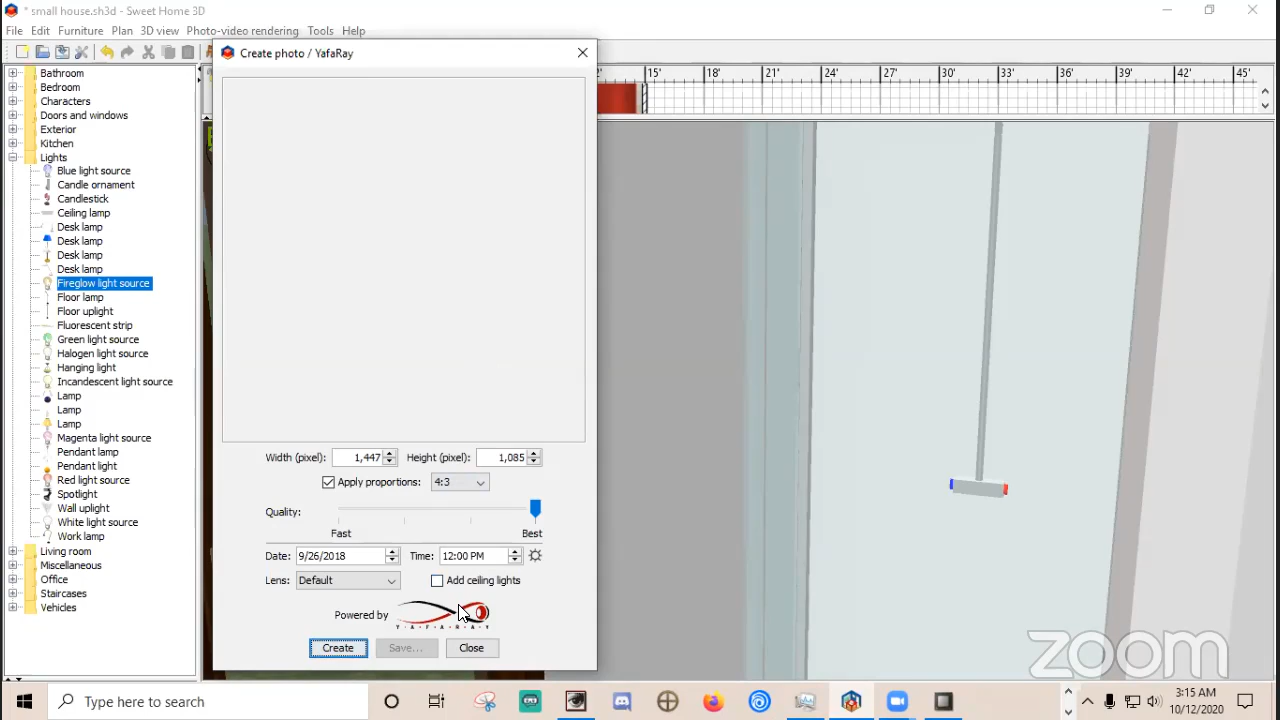 * small house.sh3d - Sweet Home 3D
File Edit Furniture Plan 3D view Photo-video rendering Tools Help
Create photo / YafaRay
15' 18' 21' 24' 27' 30' 33' 36' 39' 42' 45'
Bathroom
Bedroom
Characters
Doors and windows
Exterior
Kitchen
Lights
Blue light source
Candle ornament
Candlestick
Ceiling lamp
Desk lamp
Desk lamp
Desk lamp
Desk lamp
Fireglow light source
Floor lamp
Floor uplight
Fluorescent strip
Green light source
Halogen light source
Hanging light
Incandescent light source
Lamp
Lamp
Lamp
Magenta light source
Pendant lamp
Pendant light
Red light source
Spotlight
Wall uplight
White light source
Work lamp
Living room
Miscellaneous
Office
Staircases
Vehicles
Width (pixel): 1,447 Height (pixel): 1,085
Apply proportions: 4:3
Quality:
Fast Best
Date: 9/26/2018 Time: 12:00 PM
Lens: Default Add ceiling lights
Powered by
Y·A·F·A·R·A·Y
Create Save... Close
zoom
Type here to search
3:15 AM
10/12/2020